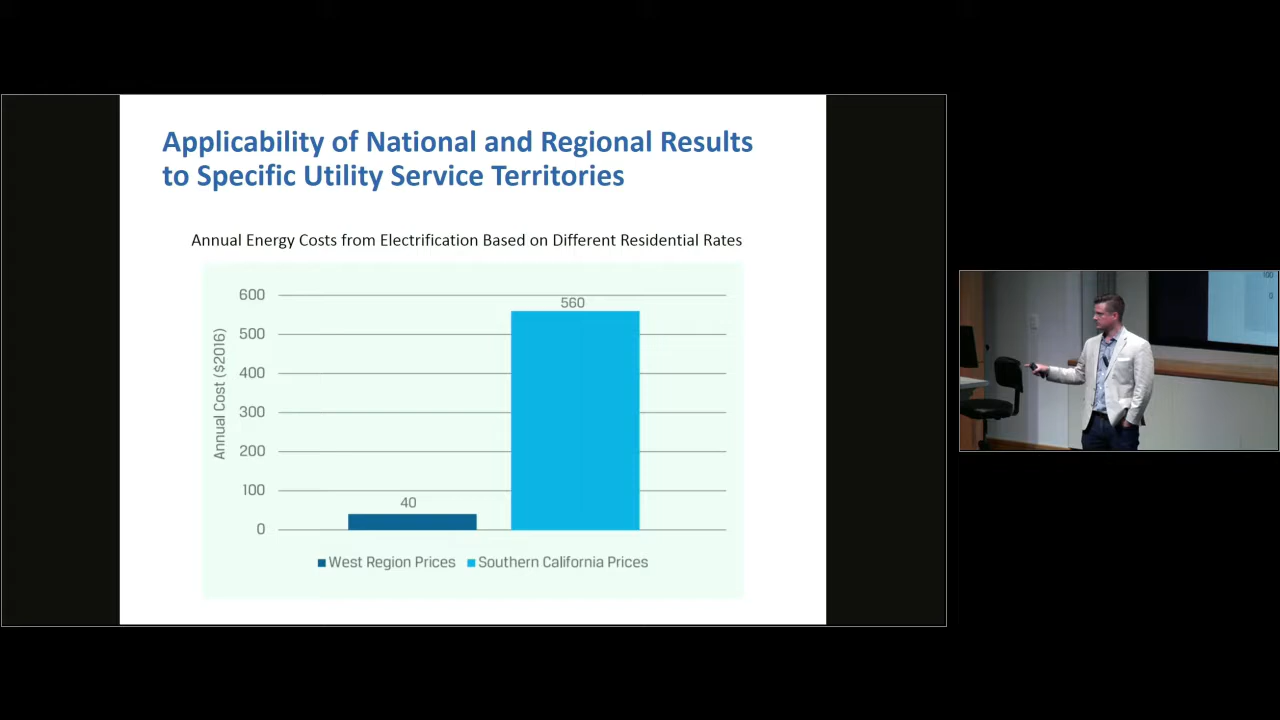 Applicability of National and Regional Results
to Specific Utility Service Territories
Annual Energy Costs from Electrification Based on Different Residential Rates
Annual Cost ($2016)
600
500
400
300
200
100
0
560
40
West Region Prices
Southern California Prices
100
0